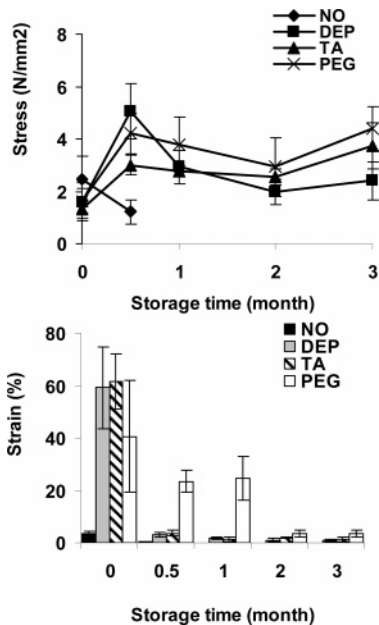 NO
DEP
TA
PEG
Stress (N/mm2)
8
6
4
2
0
0 1 2 3
Storage time (month)
NO
DEP
TA
PEG
Strain (%)
80
60
40
20
0
0 0.5 1 2 3
Storage time (month)